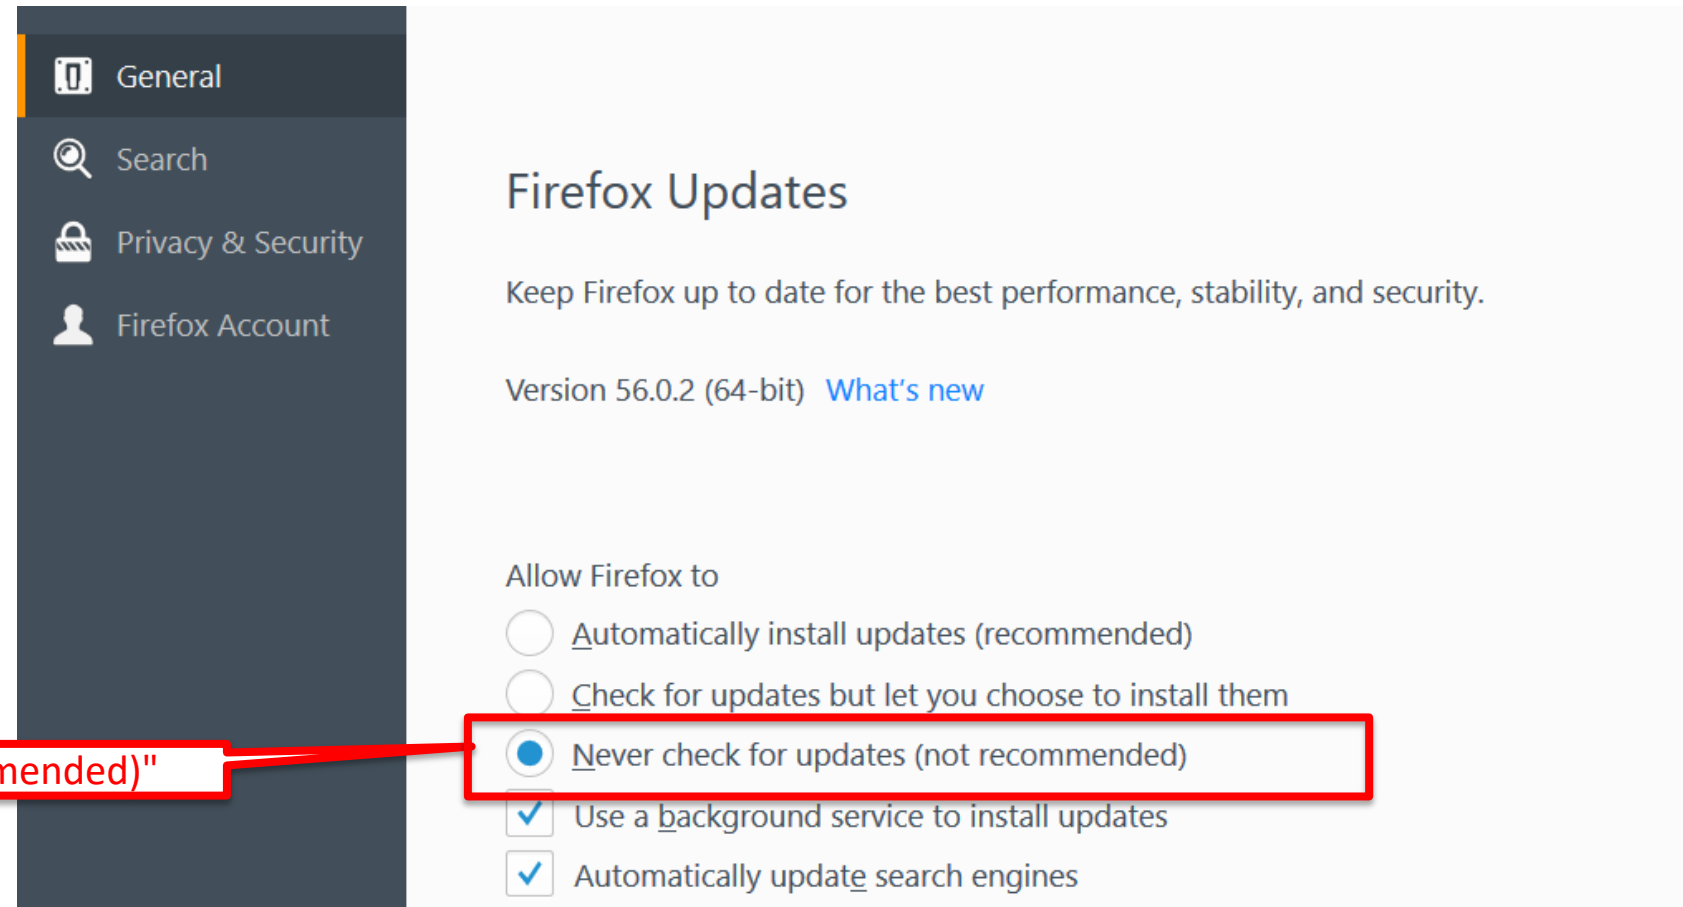 General
Search
Privacy & Security
Firefox Account
Firefox Updates
Keep Firefox up to date for the best performance, stability, and security.
Version 56.0.2 (64-bit) What's new
Allow Firefox to
Automatically install updates (recommended)
Check for updates but let you choose to install them
Never check for updates (not recommended)
mended)"
Use a background service to install updates
Automatically update search engines